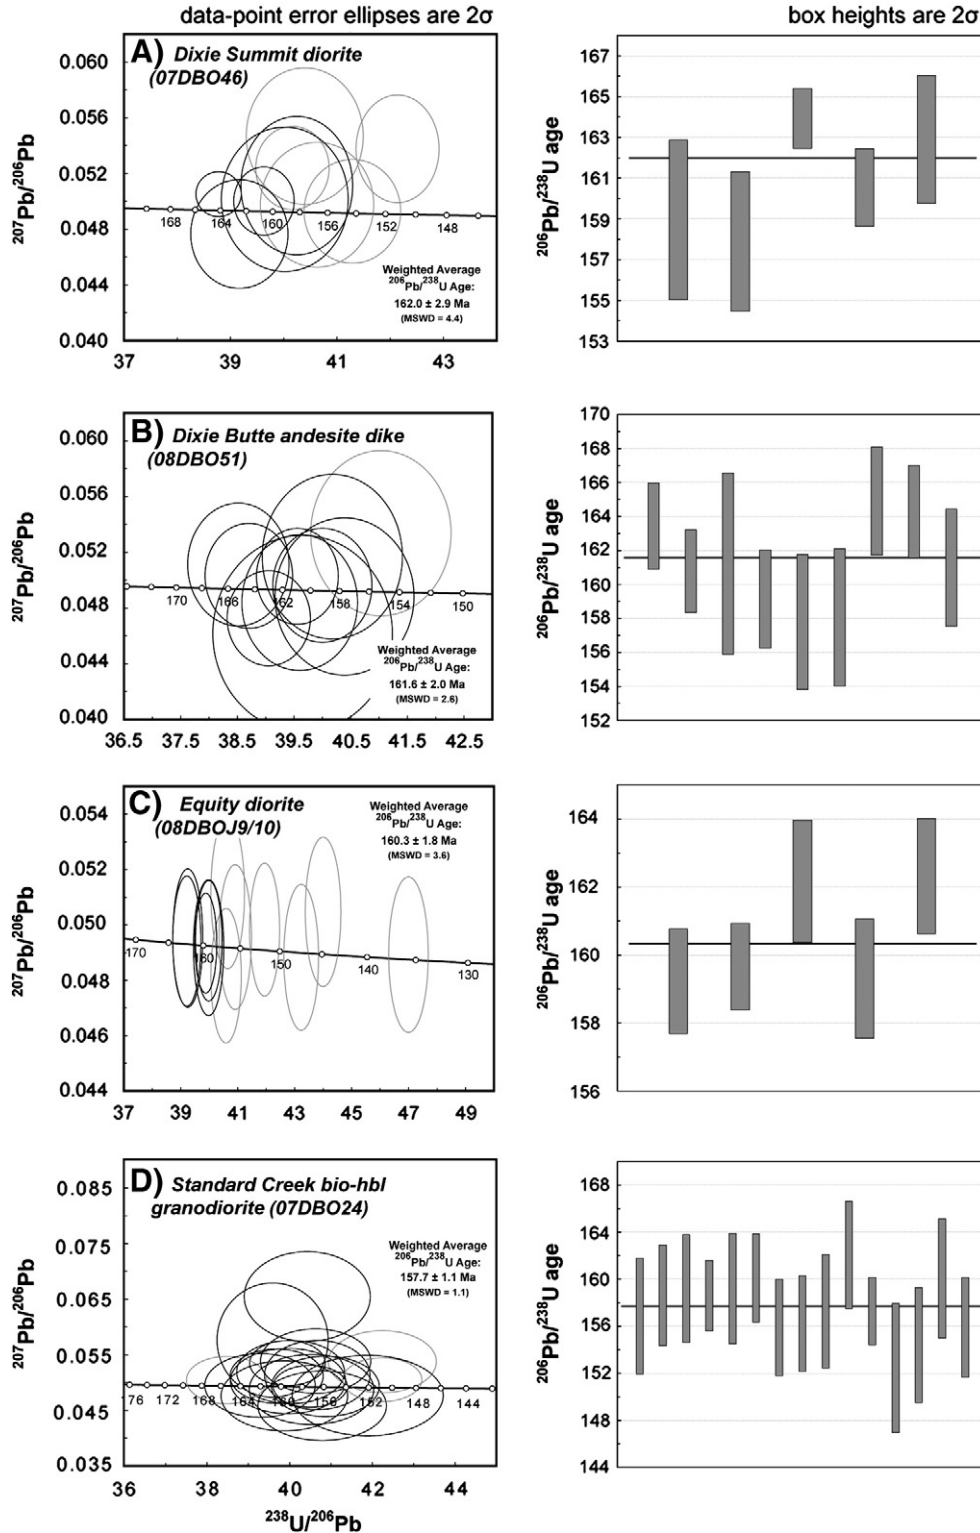 data-point error ellipses are 2σ
box heights are 2σ
A) Dixie Summit diorite
(07DBO46)
0.060
0.056
0.052
0.048
0.044
0.040
²⁰⁷Pb/²⁰⁶Pb
168
164
160
156
152
148
Weighted Average
²⁰⁶Pb/²³⁸U Age:
162.0 ± 2.9 Ma
(MSWD = 4.4)
37
39
41
43
167
165
163
161
159
157
155
153
²⁰⁶Pb/²³⁸U age
B) Dixie Butte andesite dike
(08DBO51)
0.060
0.056
0.052
0.048
0.044
0.040
²⁰⁷Pb/²⁰⁶Pb
170
166
162
158
154
150
Weighted Average
²⁰⁶Pb/²³⁸U Age:
161.6 ± 2.0 Ma
(MSWD = 2.6)
36.5
37.5
38.5
39.5
40.5
41.5
42.5
170
168
166
164
162
160
158
156
154
152
²⁰⁶Pb/²³⁸U age
C) Equity diorite
(08DBOJ9/10)
0.054
0.052
0.050
0.048
0.046
0.044
²⁰⁷Pb/²⁰⁶Pb
170
160
150
140
130
Weighted Average
²⁰⁶Pb/²³⁸U Age:
160.3 ± 1.8 Ma
(MSWD = 3.6)
37
39
41
43
45
47
49
164
162
160
158
156
²⁰⁶Pb/²³⁸U age
D) Standard Creek bio-hbl
granodiorite (07DBO24)
0.085
0.075
0.065
0.055
0.045
0.035
²⁰⁷Pb/²⁰⁶Pb
76
172
168
164
160
156
152
148
144
Weighted Average
²⁰⁶Pb/²³⁸U Age:
157.7 ± 1.1 Ma
(MSWD = 1.1)
36
38
40
42
44
²³⁸U/²⁰⁶Pb
168
164
160
156
152
148
144
²⁰⁶Pb/²³⁸U age